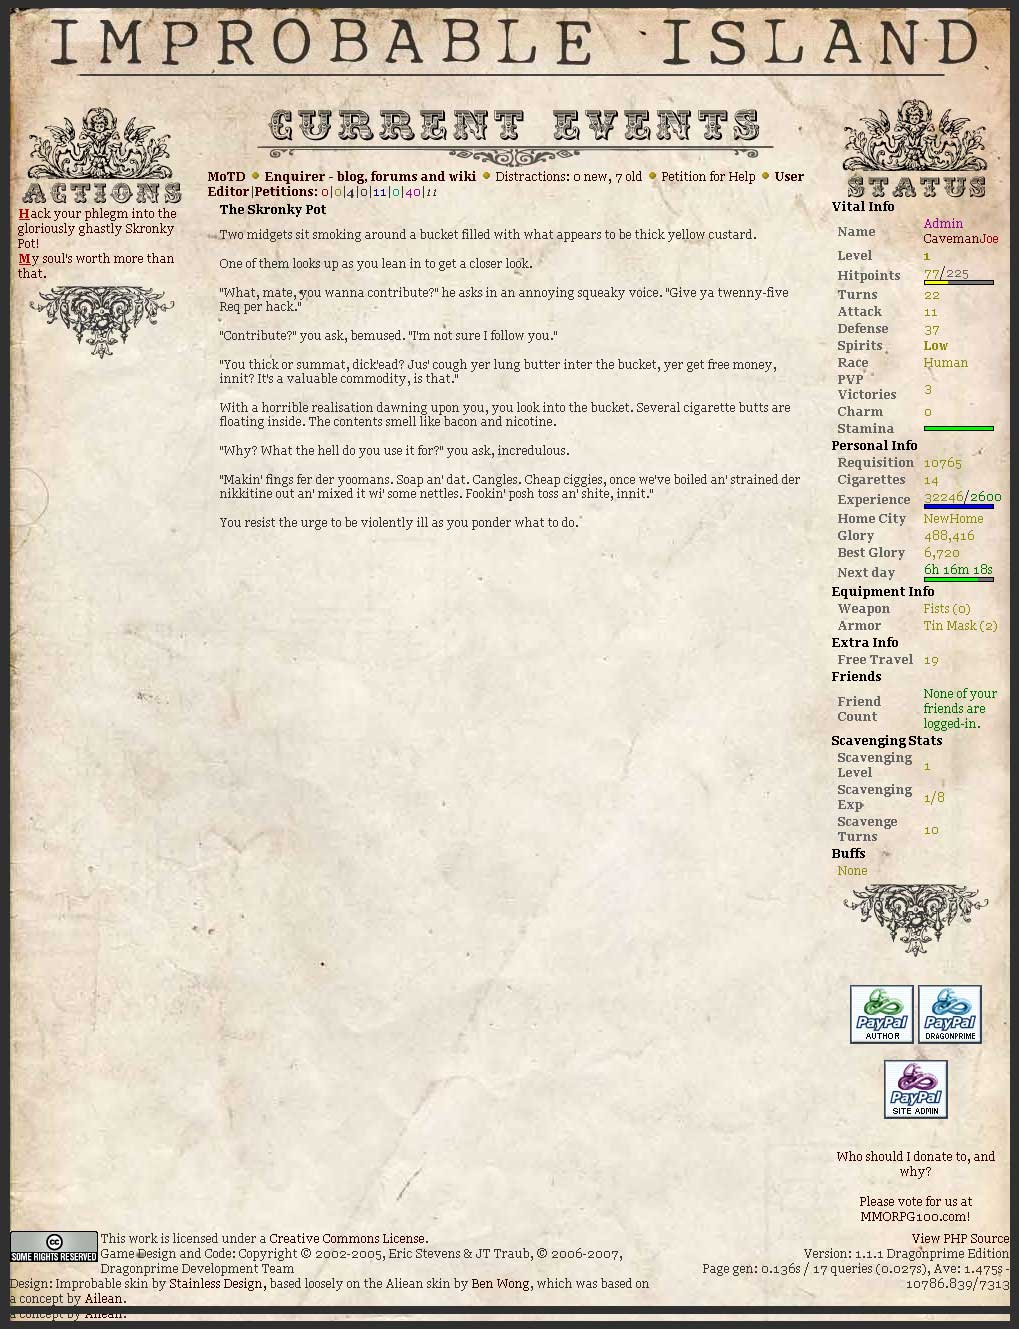 IMPROBABLE ISLAND
CURRENT EVENTS
MoTD Enquirer - blog, forums and wiki Distractions: 0 new, 7 old Petition for Help User
Editor|Petitions: 0|0|4|0|11|0|40|11
ACTIONS
Hack your phlegm into the
gloriously ghastly Skronky
Pot!
My soul's worth more than
that.
The Skronky Pot
Two midgets sit smoking around a bucket filled with what appears to be thick yellow custard.
One of them looks up as you lean in to get a closer look.
"What, mate, you wanna contribute?" he asks in an annoying squeaky voice. "Give ya twenny-five
Req per hack."
"Contribute?" you ask, bemused. "I'm not sure I follow you."
"You thick or summat, dick'ead? Jus' cough yer lung butter inter the bucket, yer get free money,
innit? It's a valuable commodity, is that."
With a horrible realisation dawning upon you, you look into the bucket. Several cigarette butts are
floating inside. The contents smell like bacon and nicotine.
"Why? What the hell do you use it for?" you ask, incredulous.
"Makin' fings fer der yoomans. Soap an' dat. Cangles. Cheap ciggies, once we've boiled an' strained der
nikkitine out an' mixed it wi' some nettles. Fookin' posh toss an' shite, innit."
You resist the urge to be violently ill as you ponder what to do.
STATUS
Vital Info
Name Admin
CavemanJoe
Level 1
Hitpoints 77/225
Turns 22
Attack 11
Defense 37
Spirits Low
Race Human
PVP
Victories 3
Charm 0
Stamina
Personal Info
Requisition 10765
Cigarettes 14
Experience 32246/2600
Home City NewHome
Glory 488,416
Best Glory 6,720
Next day 6h 16m 18s
Equipment Info
Weapon Fists (0)
Armor Tin Mask (2)
Extra Info
Free Travel 19
Friends
Friend
Count None of your
friends are
logged-in.
Scavenging Stats
Scavenging
Level 1
Scavenging
Exp 1/8
Scavenge
Turns 10
Buffs
None
PayPal PayPal
AUTHOR DRAGONPRIME
PayPal
SITE ADMIN
Who should I donate to, and
why?
Please vote for us at
MMORPG100.com!
cc
SOME RIGHTS RESERVED
This work is licensed under a Creative Commons License.
Game Design and Code: Copyright © 2002-2005, Eric Stevens & JT Traub, © 2006-2007,
Dragonprime Development Team
Design: Improbable skin by Stainless Design, based loosely on the Aliean skin by Ben Wong, which was based on
a concept by Ailean.
View PHP Source
Version: 1.1.1 Dragonprime Edition
Page gen: 0.136s / 17 queries (0.027s), Ave: 1.475s -
10786.839/7313
a concept by Ailean.